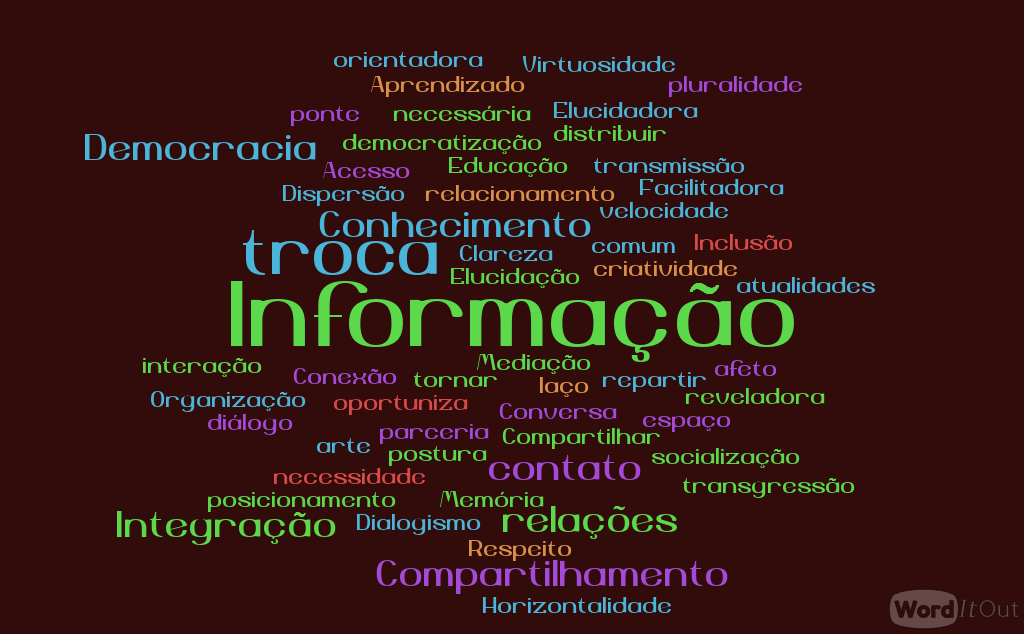 orientadora Virtuosidade
Aprendizado pluralidade
ponte necessária Elucidadora
Democracia democratização distribuir
Acesso Educação transmissão
Dispersão relacionamento Facilitadora
Conhecimento velocidade
troca Clareza comum Inclusão
Elucidação criatividade
Informação atualidades
interação Mediação afeto
Conexão tornar laço repartir
Organização oportuniza reveladora
diálogo Conversa espaço
parceria Compartilhar
arte postura socialização
necessidade contato transgressão
posicionamento Memória
Integração Dialogismo relações
Respeito
Compartilhamento
Horizontalidade
WordItOut